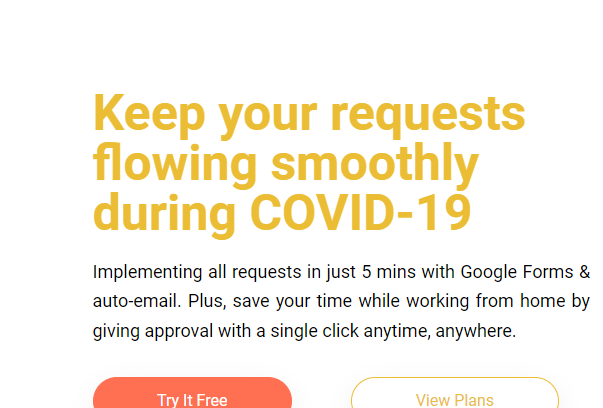 Keep your requests
flowing smoothly
during COVID-19
Implementing all requests in just 5 mins with Google Forms &
auto-email. Plus, save your time while working from home by
giving approval with a single click anytime, anywhere.
Try It Free
View Plans